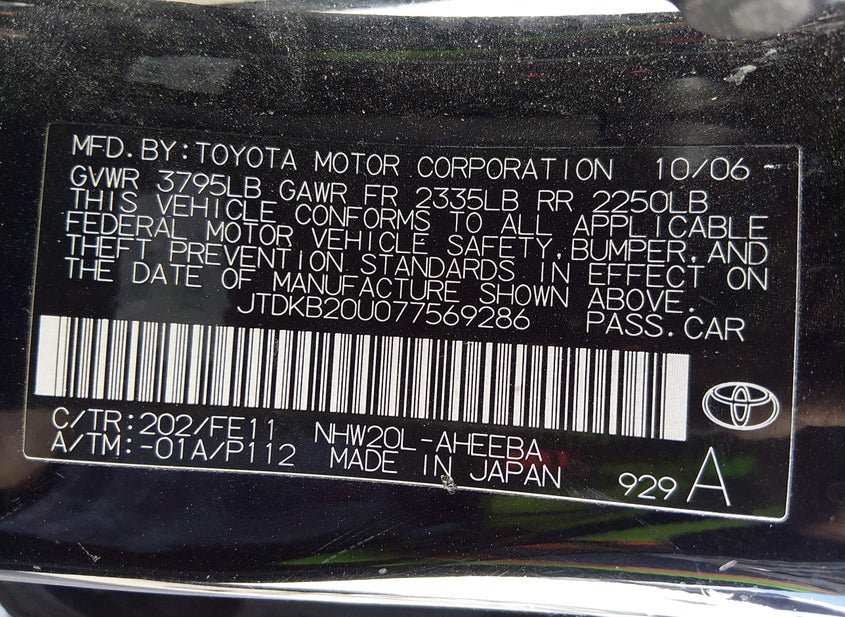 MFD.BY:TOYOTA MOTOR CORPORATION 10/06-
GVWR 3795LB GAWR FR 2335LB RR 2250LB
THIS VEHICLE CONFORMS TO ALL APPLICABLE
FEDERAL MOTOR VEHICLE SAFETY,BUMPER,AND
THEFT PREVENTION STANDARDS IN EFFECT ON
THE DATE OF MANUFACTURE SHOWN ABOVE.
JTDKB20U077569286 PASS.CAR
C/TR:202/FE11 NHW20L-AHEEBA
A/TM:-01A/P112 MADE IN JAPAN 929 A